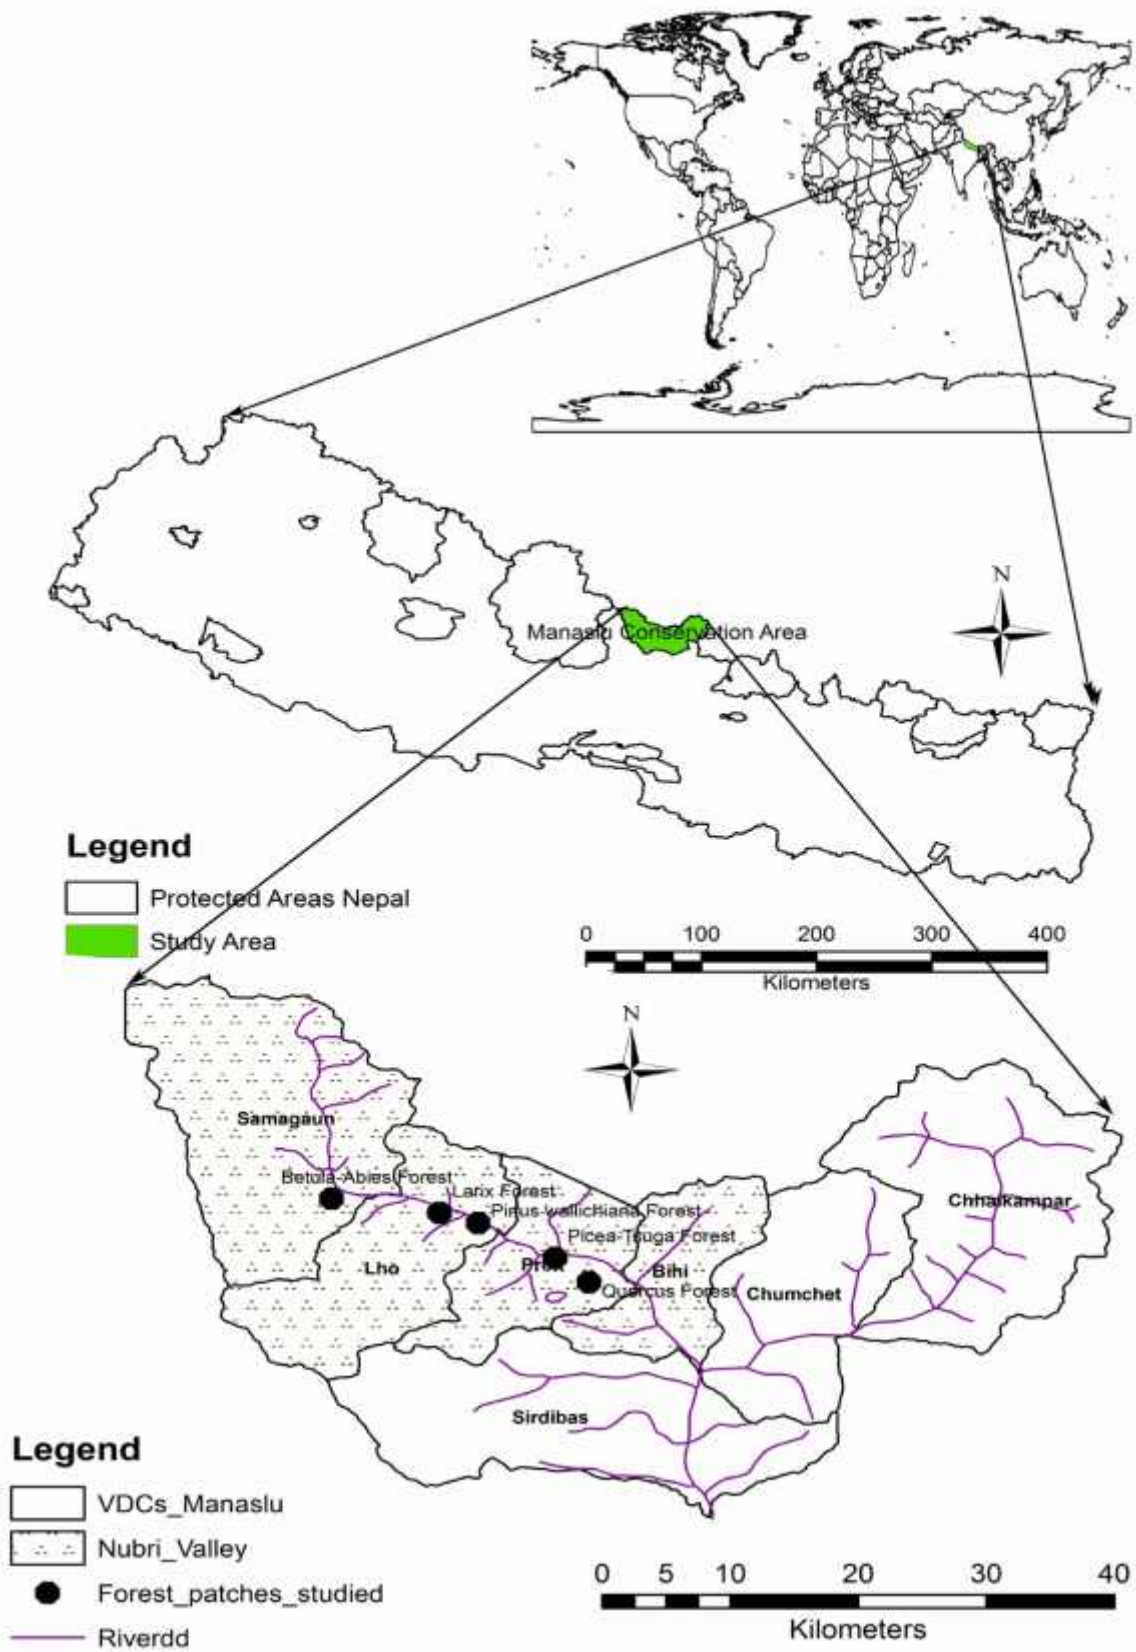 N
Manaslu Conservation Area
Legend
Protected Areas Nepal
Study Area
0 100 200 300 400
Kilometers
N
Samagaun
Betula-Abies Forest
Larix Forest
Pinus wallichiana Forest
Picea-Tsuga Forest
Prok
Lho
Bihi
Quercus Forest
Chumchet
Chhaikampar
Sirdibas
Legend
VDCs_Manaslu
Nubri_Valley
Forest_patches_studied
Riverdd
0 5 10 20 30 40
Kilometers